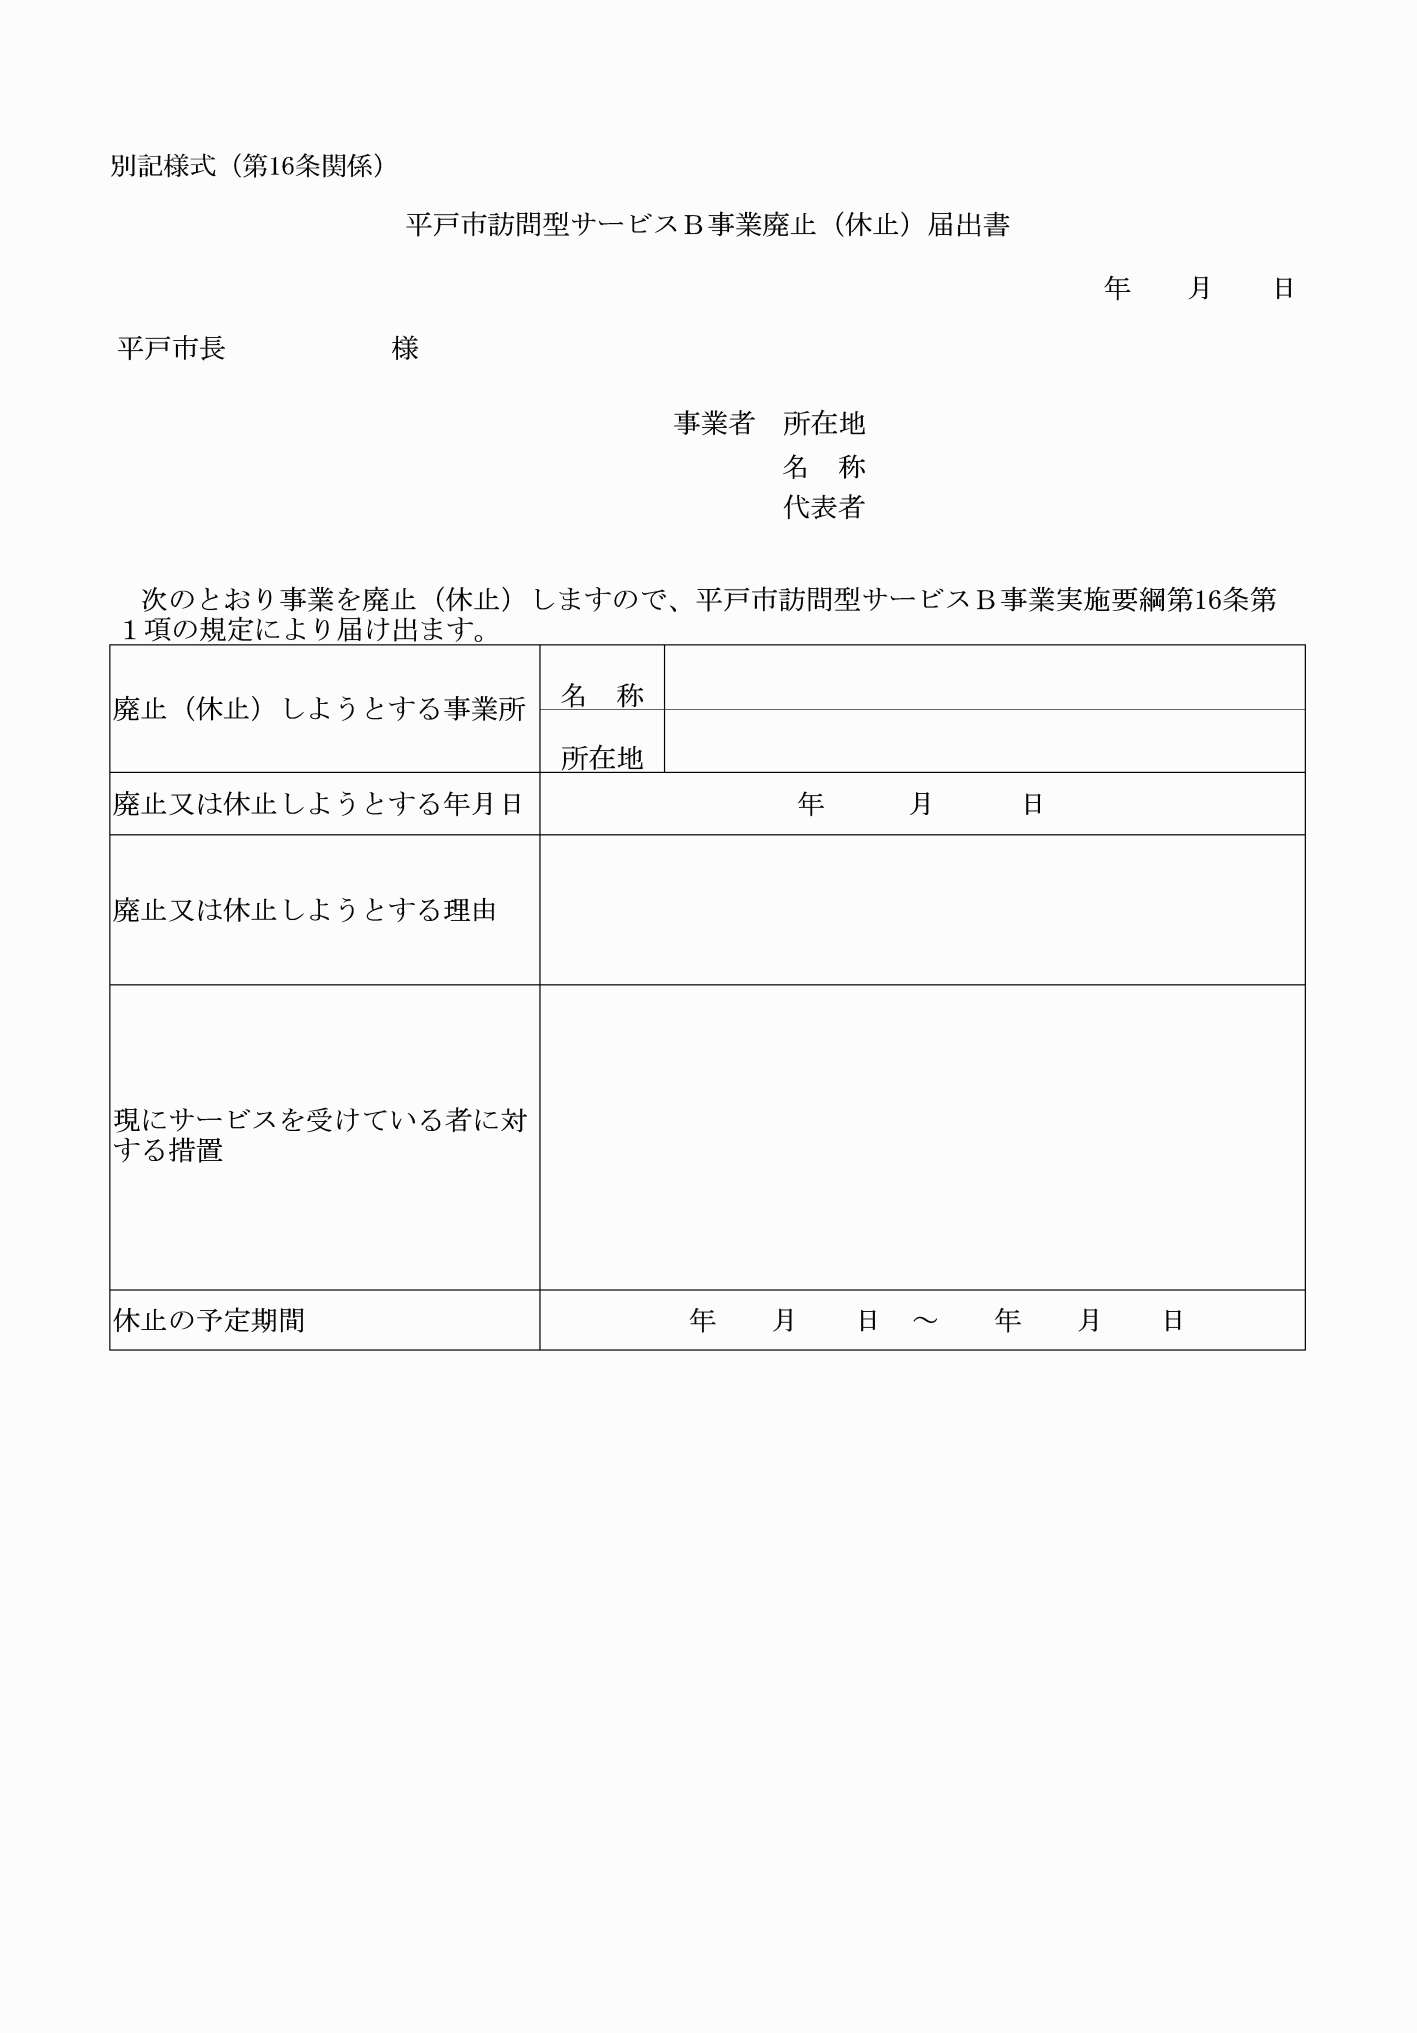 別記様式（第16条関係）
平戸市訪問型サービスＢ事業廃止（休止）届出書
年　　月　　日
平戸市長　　　　　　様
事業者　所在地
名　称
代表者
次のとおり事業を廃止（休止）しますので、平戸市訪問型サービスＢ事業実施要綱第16条第
１項の規定により届け出ます。
廃止（休止）しようとする事業所
名　称
所在地
廃止又は休止しようとする年月日
年　　　月　　　日
廃止又は休止しようとする理由
現にサービスを受けている者に対
する措置
休止の予定期間
年　　月　　日　～　　年　　月　　日